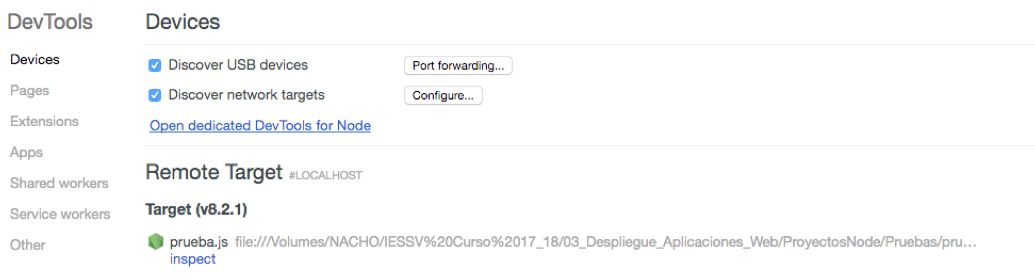 DevTools
Devices
Pages
Extensions
Apps
Shared workers
Service workers
Other
Devices
Discover USB devices Port forwarding...
Discover network targets Configure...
Open dedicated DevTools for Node
Remote Target #LOCALHOST
Target (v8.2.1)
prueba.js file:///Volumes/NACHO/IESSV%20Curso%2017_18/03_Despliegue_Aplicaciones_Web/ProyectosNode/Pruebas/pru...
inspect